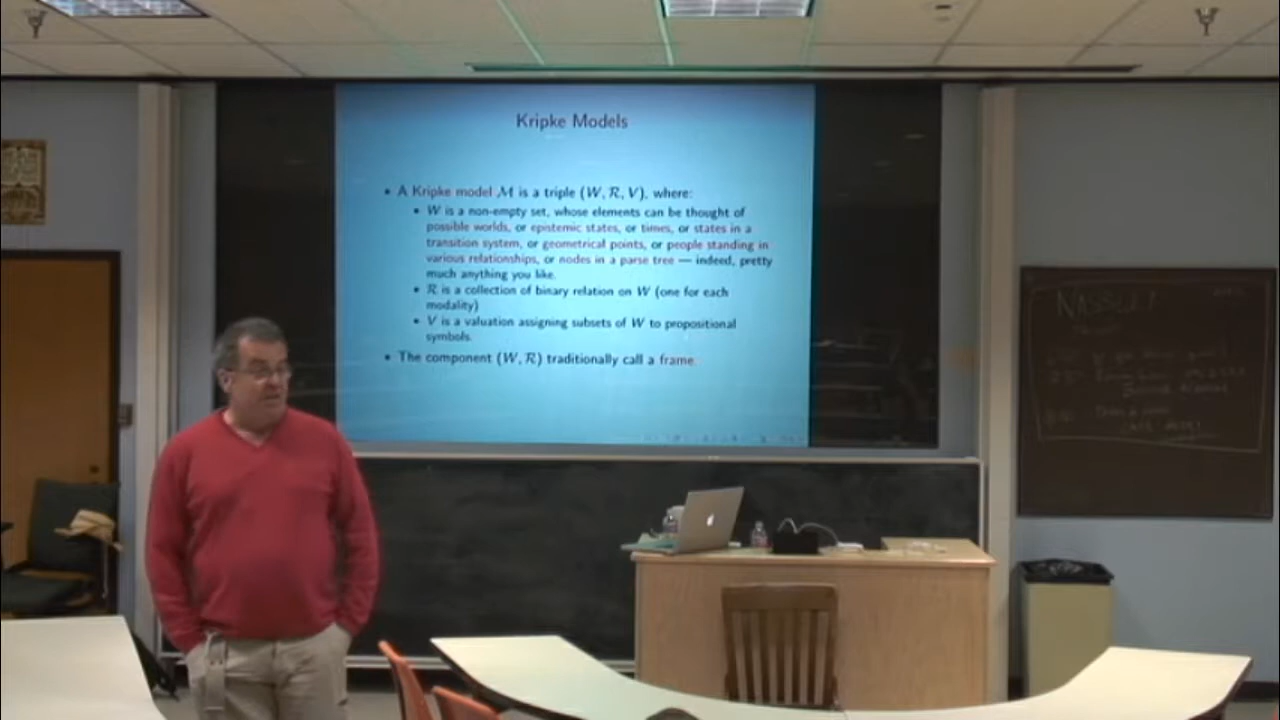 Kripke Models
• A Kripke model M is a triple (W, R, V), where:
• W is a non-empty set, whose elements can be thought of
possible worlds, or epistemic states, or times, or states in a
transition system, or geometrical points, or people standing in
various relationships, or nodes in a parse tree — indeed, pretty
much anything you like.
• R is a collection of binary relation on W (one for each
modality)
• V is a valuation assigning subsets of W to propositional
symbols.
• The component (W, R) traditionally call a frame.